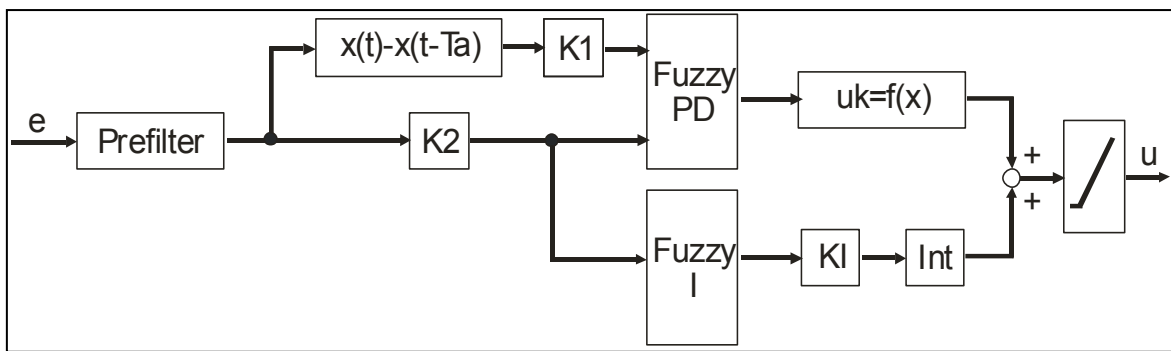 e
Prefilter
x(t)-x(t-Ta)
K1
K2
Fuzzy
PD
Fuzzy
I
uk=f(x)
KI
Int
+
+
u